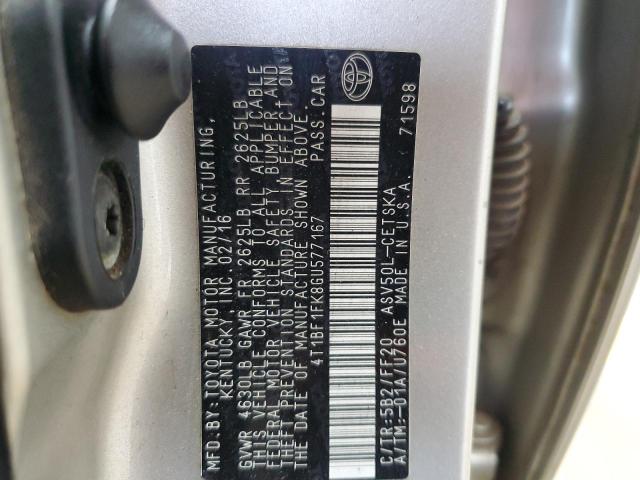 MFD.BY:TOYOTA MOTOR MANUFACTURING,
KENTUCKY, INC. 02/16
GVWR 4630LB GAWR FR 2625LB RR 2625LB
THIS VEHICLE CONFORMS TO ALL APPLICABLE
FEDERAL MOTOR VEHICLE SAFETY, BUMPER, AND
THEFT PREVENTION STANDARDS IN EFFECT ON
THE DATE OF MANUFACTURE SHOWN ABOVE.
4T1BF1FK8GU577167 PASS.CAR
C/TR:5B2/FF20 ASV50L-CETSKA
A/TM:-01A/U760E MADE IN U.S.A. 71598